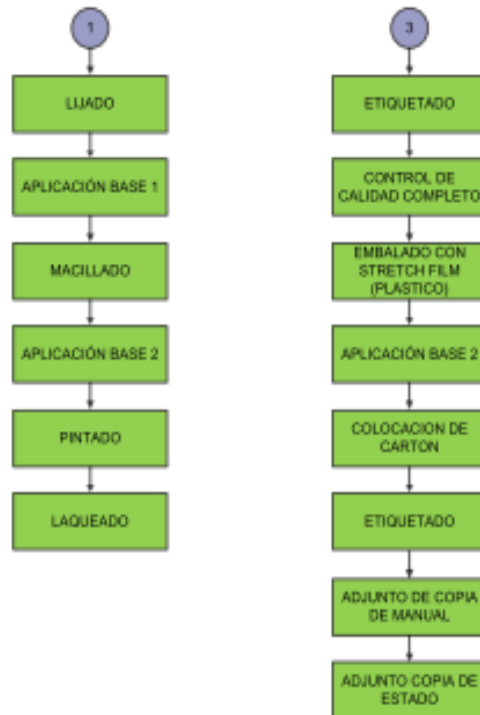 1
LIJADO
APLICACIÓN BASE 1
MACILLADO
APLICACIÓN BASE 2
PINTADO
LAQUEADO
3
ETIQUETADO
CONTROL DE
CALIDAD COMPLETO
EMBALADO CON
STRETCH FILM
(PLASTICO)
APLICACIÓN BASE 2
COLOCACION DE
CARTON
ETIQUETADO
ADJUNTO DE COPIA
DE MANUAL
ADJUNTO COPIA DE
ESTADO